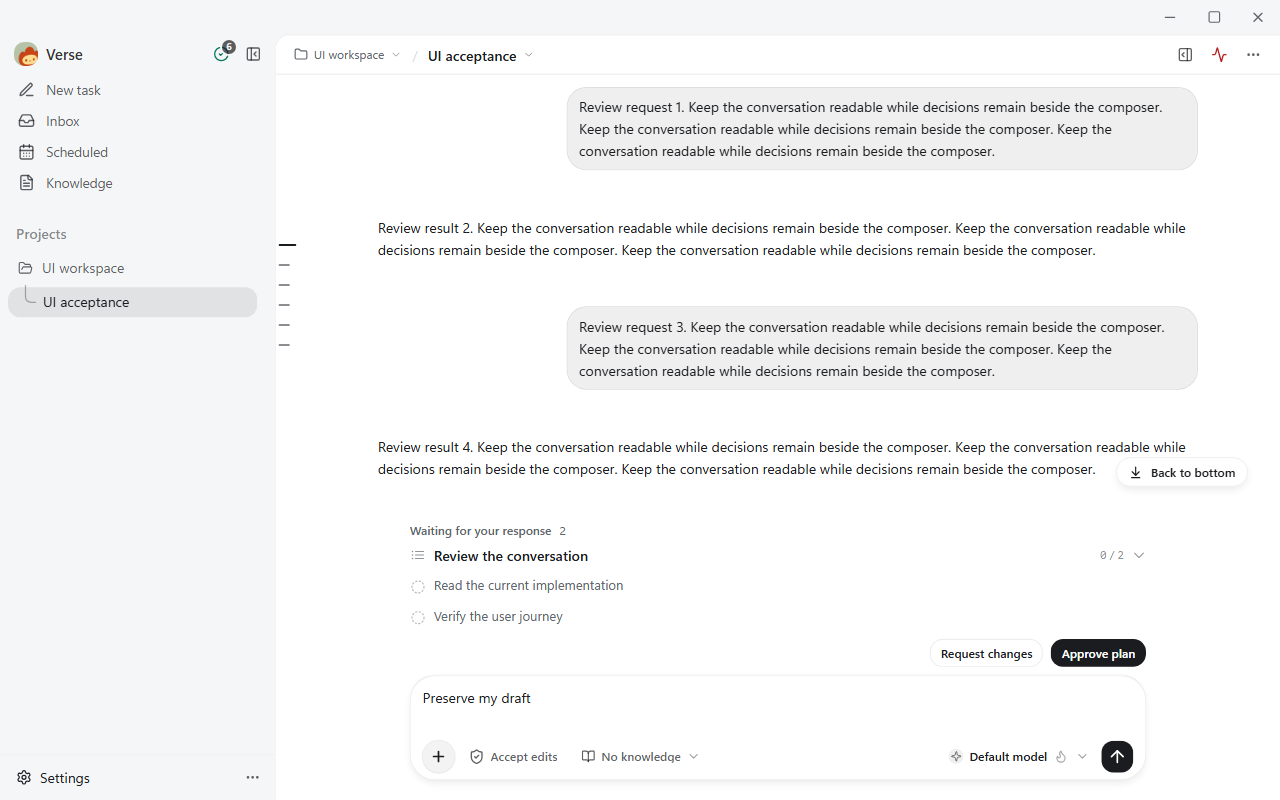 Verse
6
New task
Inbox
Scheduled
Knowledge
Projects
UI workspace
UI acceptance
Settings
UI workspace / UI acceptance
Review request 1. Keep the conversation readable while decisions remain beside the composer.
Keep the conversation readable while decisions remain beside the composer. Keep the
conversation readable while decisions remain beside the composer.
Review result 2. Keep the conversation readable while decisions remain beside the composer. Keep the conversation readable while
decisions remain beside the composer. Keep the conversation readable while decisions remain beside the composer.
Review request 3. Keep the conversation readable while decisions remain beside the composer.
Keep the conversation readable while decisions remain beside the composer. Keep the
conversation readable while decisions remain beside the composer.
Review result 4. Keep the conversation readable while decisions remain beside the composer. Keep the conversation readable while
decisions remain beside the composer. Keep the conversation readable while decisions remain beside the composer.
Back to bottom
Waiting for your response 2
Review the conversation 0 / 2
Read the current implementation
Verify the user journey
Request changes Approve plan
Preserve my draft
Accept edits No knowledge Default model